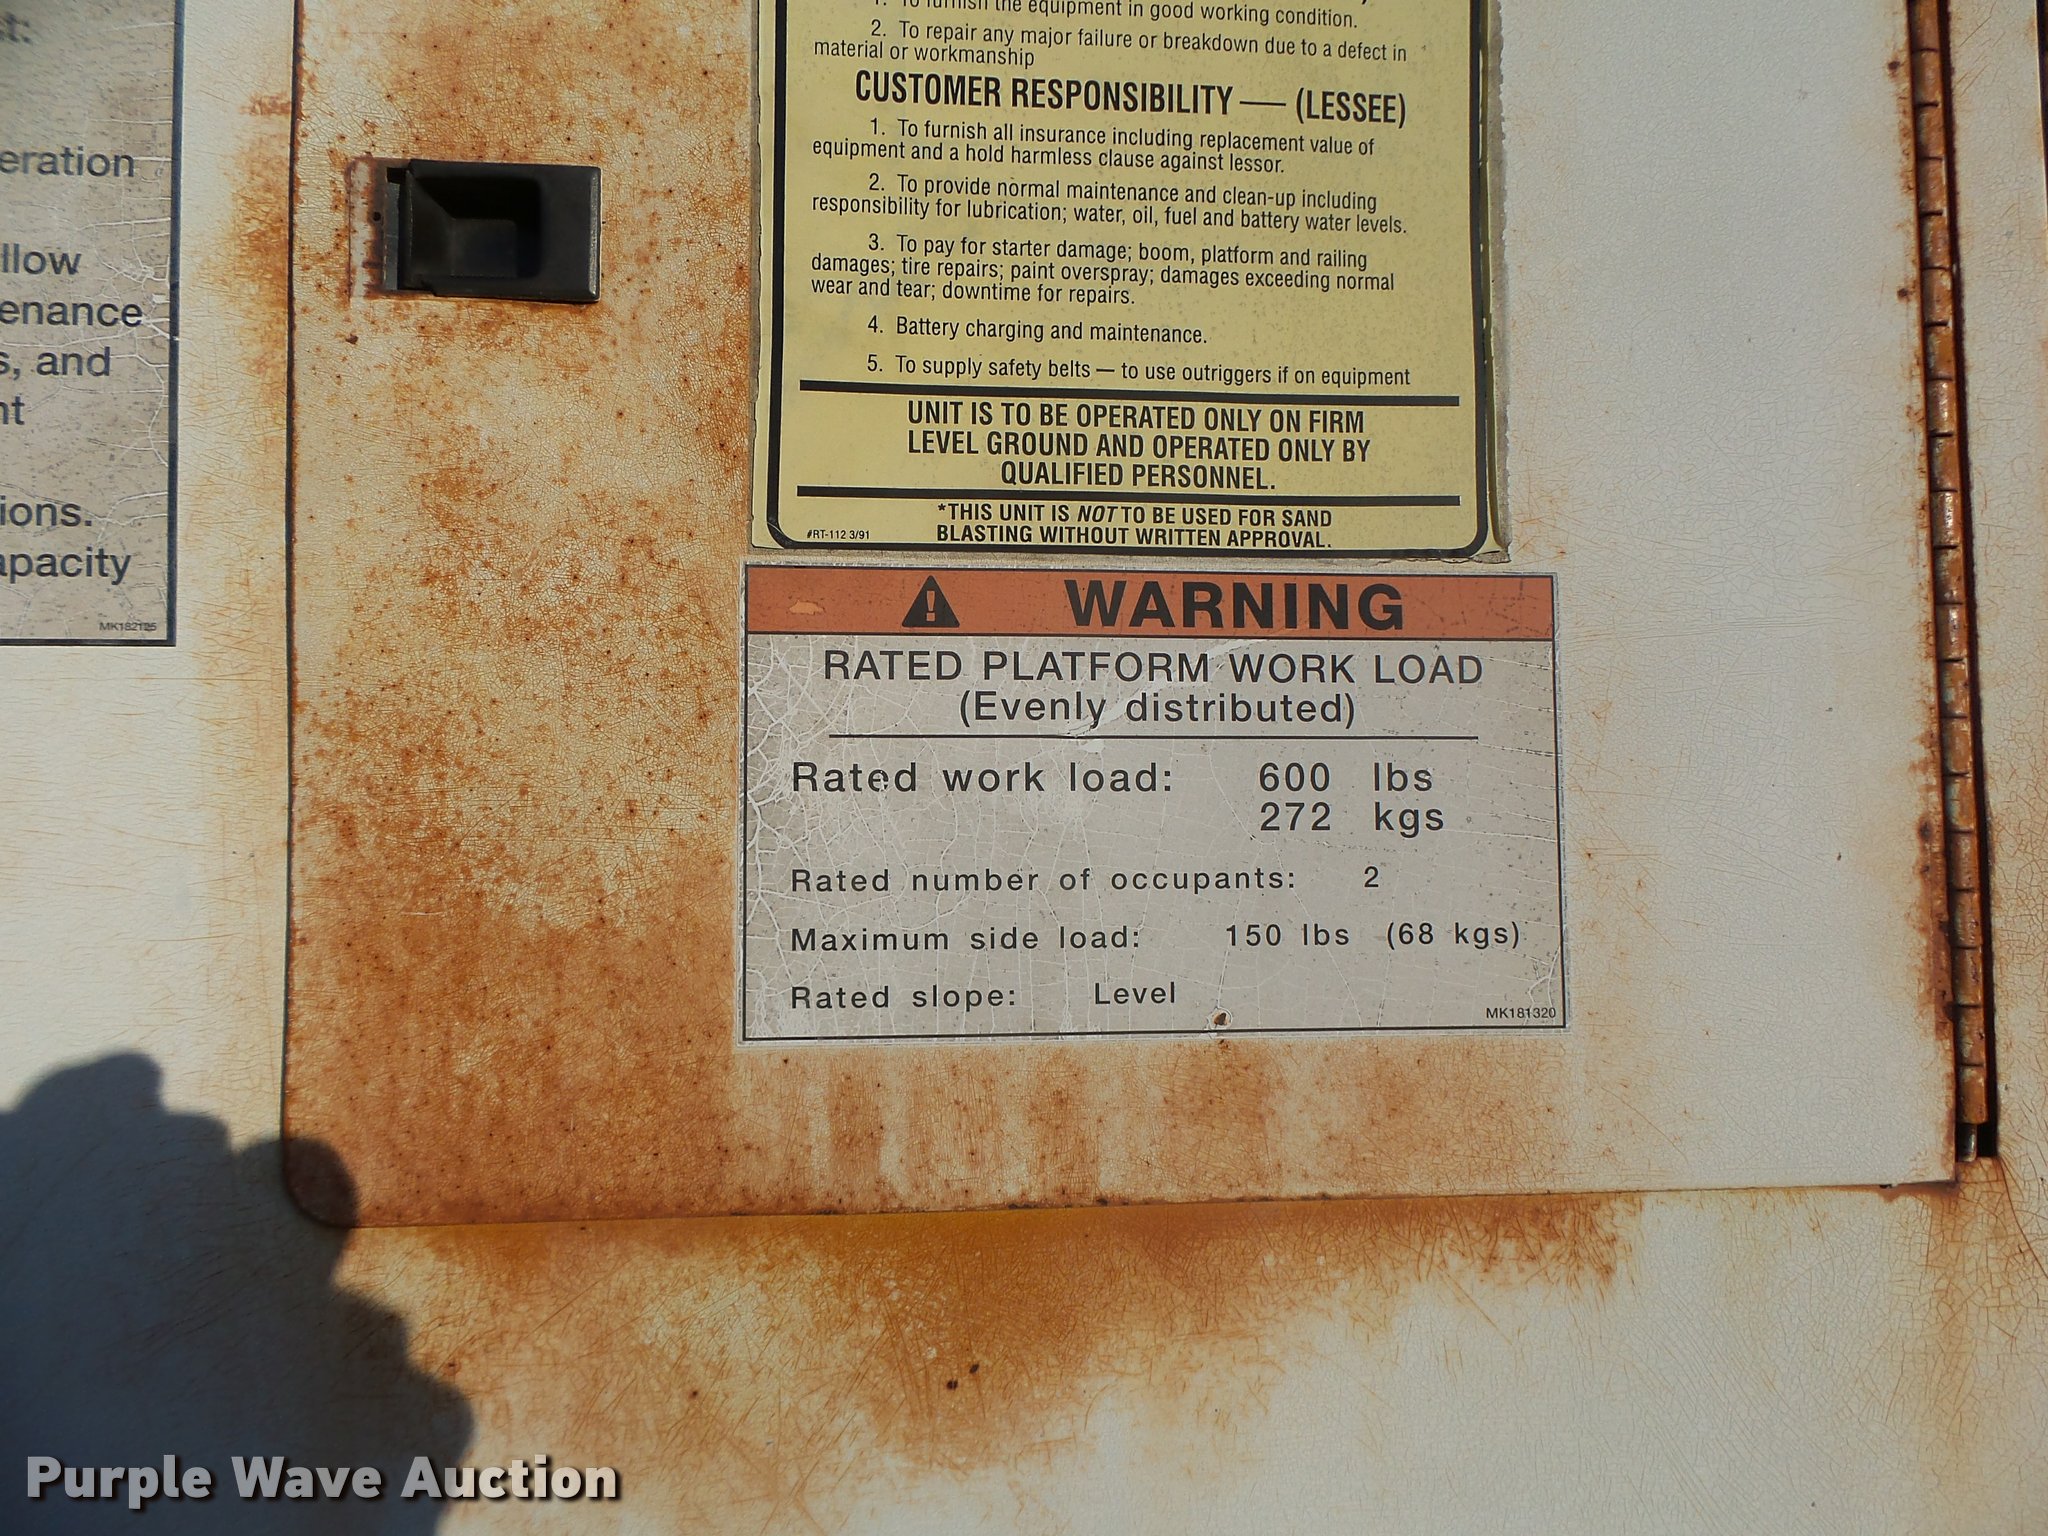 eration
llow
enance
s, and
nt
ions.
apacity
MK182125
1. To furnish the equipment in good working condition.
2. To repair any major failure or breakdown due to a defect in
material or workmanship
CUSTOMER RESPONSIBILITY — (LESSEE)
1. To furnish all insurance including replacement value of
equipment and a hold harmless clause against lessor.
2. To provide normal maintenance and clean-up including
responsibility for lubrication; water, oil, fuel and battery water levels.
3. To pay for starter damage; boom, platform and railing
damages; tire repairs; paint overspray; damages exceeding normal
wear and tear; downtime for repairs.
4. Battery charging and maintenance.
5. To supply safety belts — to use outriggers if on equipment
UNIT IS TO BE OPERATED ONLY ON FIRM
LEVEL GROUND AND OPERATED ONLY BY
QUALIFIED PERSONNEL.
*THIS UNIT IS NOT TO BE USED FOR SAND
BLASTING WITHOUT WRITTEN APPROVAL.
#RT-112 3/91
WARNING
RATED PLATFORM WORK LOAD
(Evenly distributed)
Rated work load: 600 lbs
272 kgs
Rated number of occupants: 2
Maximum side load: 150 lbs (68 kgs)
Rated slope: Level
MK181320
Purple Wave Auction